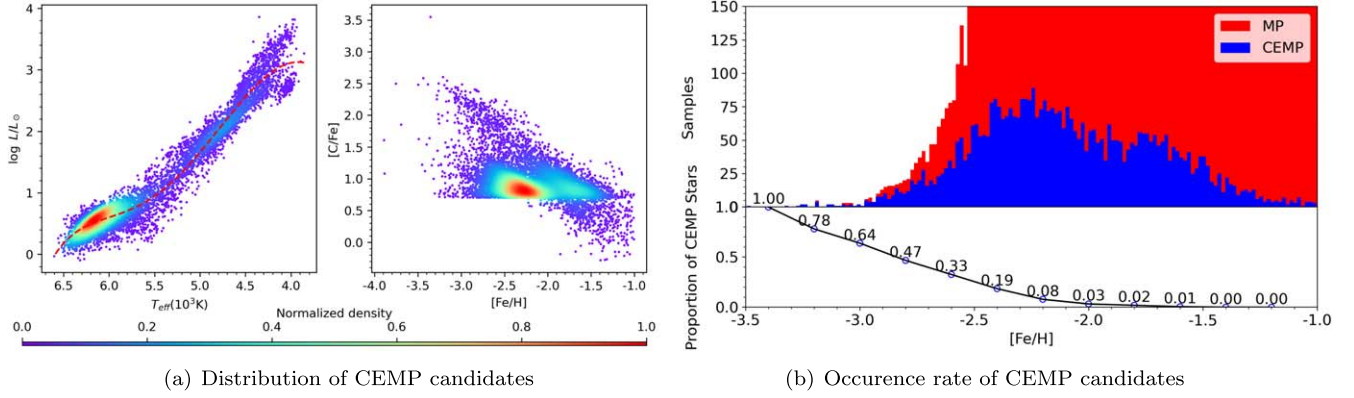 log L/L⊙
4
3
2
1
0
6.5 6.0 5.5 5.0 4.5 4.0
T_eff(10³K)
[C/Fe]
3.5
3.0
2.5
2.0
1.5
1.0
0.5
0.0
-4.0 -3.5 -3.0 -2.5 -2.0 -1.5 -1.0
[Fe/H]
Normalized density
0.0 0.2 0.4 0.6 0.8 1.0
(a) Distribution of CEMP candidates
Samples
150
125
100
75
50
25
MP
CEMP
Proportion of CEMP Stars
1.0
0.5
0.0
1.00
0.78
0.64
0.47
0.33
0.19
0.08
0.03
0.02
0.01
0.00
0.00
-3.5 -3.0 -2.5 -2.0 -1.5 -1.0
[Fe/H]
(b) Occurence rate of CEMP candidates